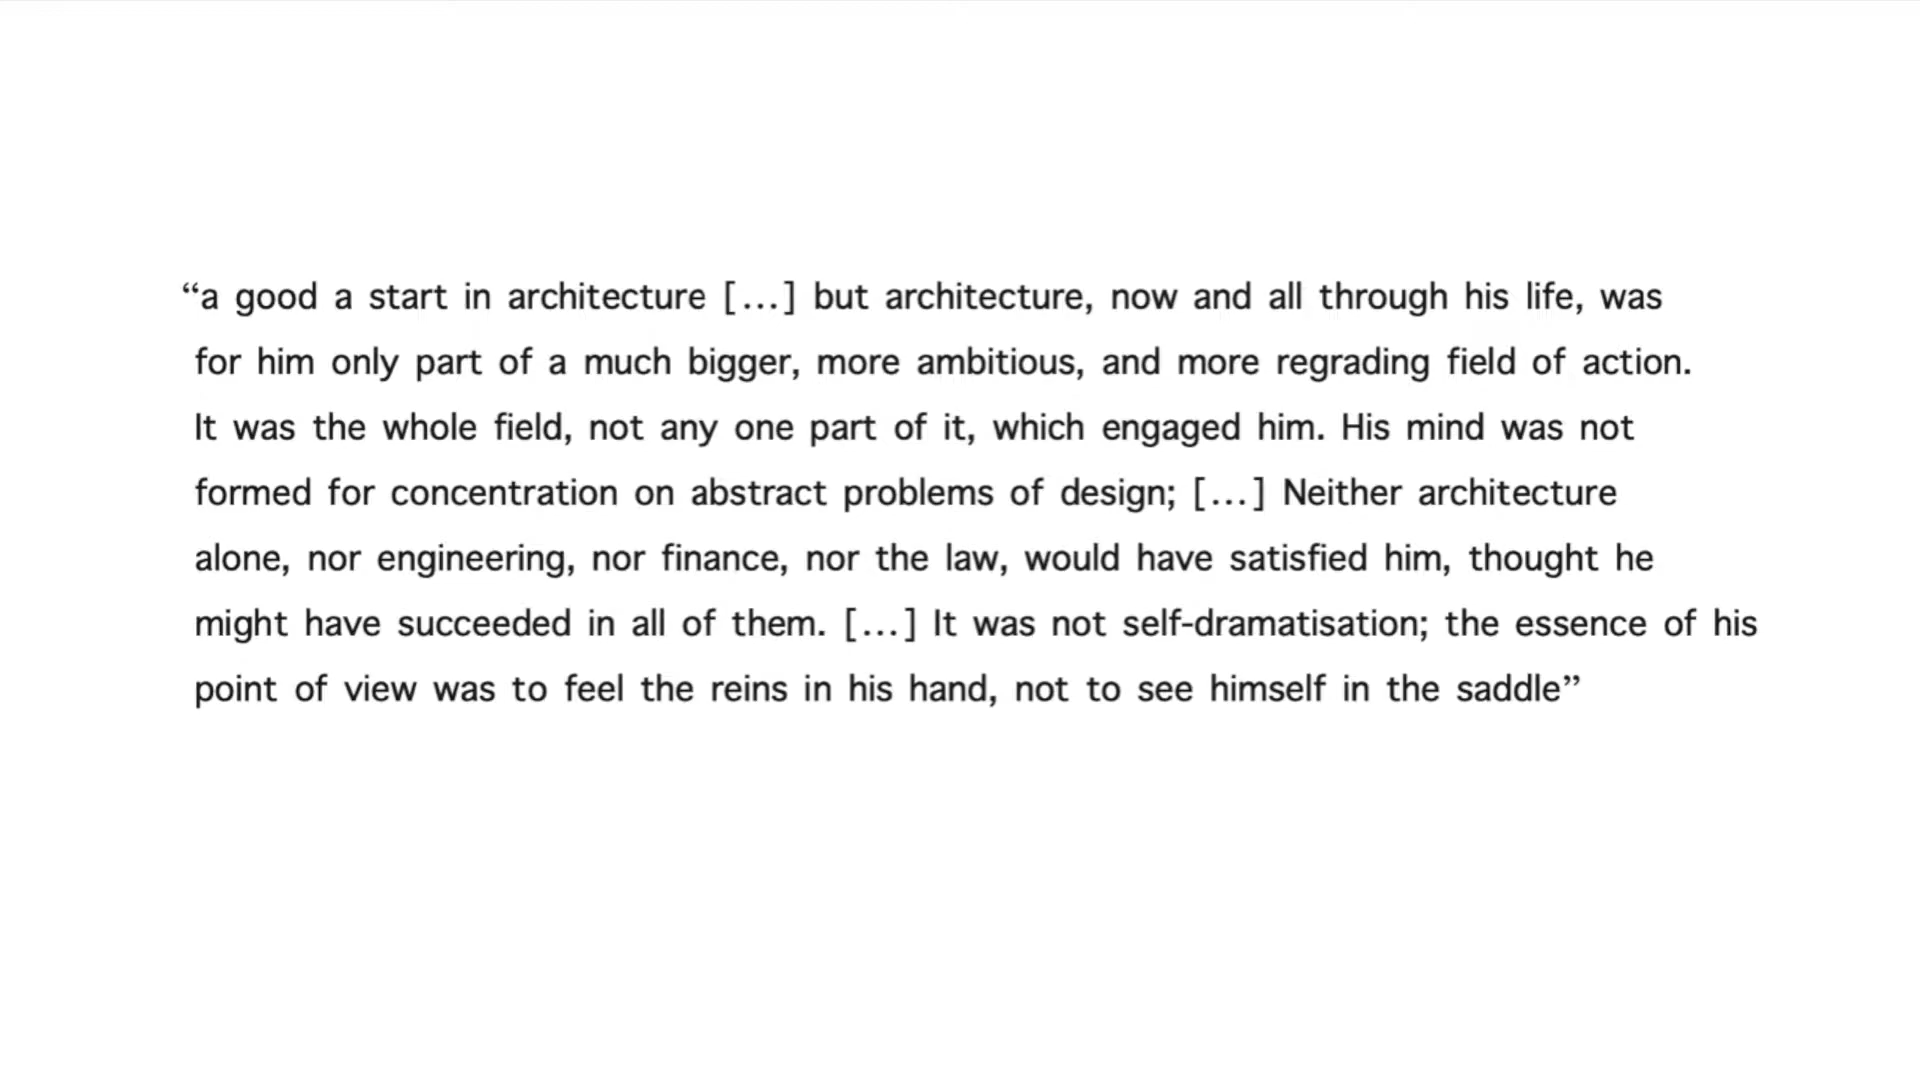 “a good a start in architecture […] but architecture, now and all through his life, was
for him only part of a much bigger, more ambitious, and more regrading field of action.
It was the whole field, not any one part of it, which engaged him. His mind was not
formed for concentration on abstract problems of design; […] Neither architecture
alone, nor engineering, nor finance, nor the law, would have satisfied him, thought he
might have succeeded in all of them. […] It was not self-dramatisation; the essence of his
point of view was to feel the reins in his hand, not to see himself in the saddle”